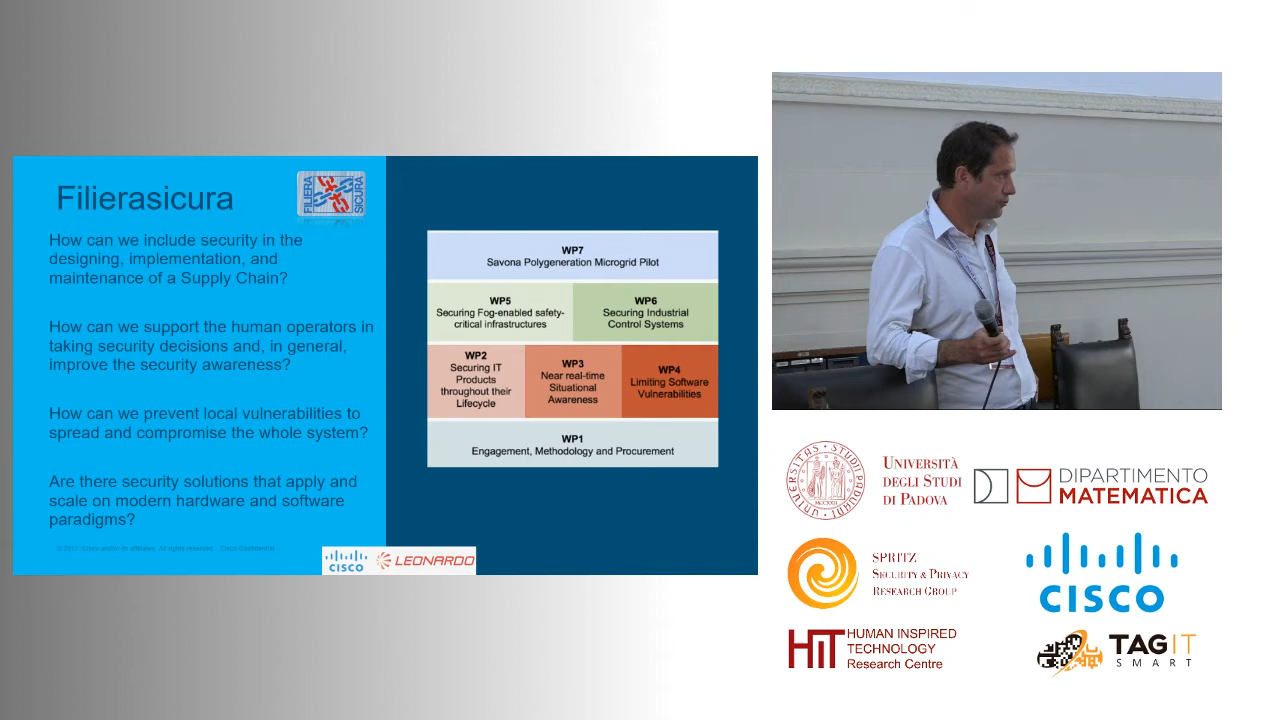 Filierasicura
FILIERA
SICURA
How can we include security in the
designing, implementation, and
maintenance of a Supply Chain?
How can we support the human operators in
taking security decisions and, in general,
improve the security awareness?
How can we prevent local vulnerabilities to
spread and compromise the whole system?
Are there security solutions that apply and
scale on modern hardware and software
paradigms?
CISCO
LEONARDO
WP7
Savona Polygeneration Microgrid Pilot
WP5
Securing Fog-enabled safety-
critical infrastructures
WP6
Securing Industrial
Control Systems
WP2
Securing IT
Products
throughout their
Lifecycle
WP3
Near real-time
Situational
Awareness
WP4
Limiting Software
Vulnerabilities
WP1
Engagement, Methodology and Procurement
UNIVERSITÀ
DEGLI STUDI
DI PADOVA
DIPARTIMENTO
MATEMATICA
SPRITZ
SECURITY & PRIVACY
RESEARCH GROUP
CISCO
HIT
HUMAN INSPIRED
TECHNOLOGY
Research Centre
TAGIT
SMART